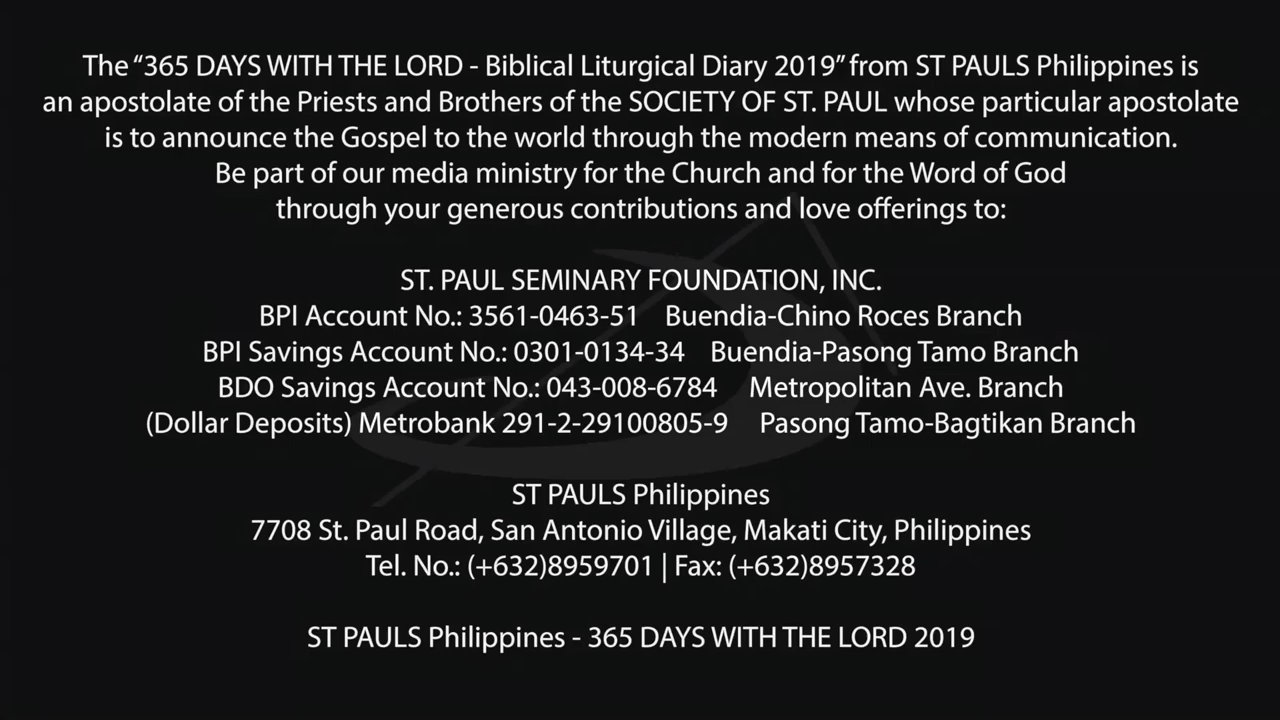 The “365 DAYS WITH THE LORD - Biblical Liturgical Diary 2019” from ST PAULS Philippines is
an apostolate of the Priests and Brothers of the SOCIETY OF ST. PAUL whose particular apostolate
is to announce the Gospel to the world through the modern means of communication.
Be part of our media ministry for the Church and for the Word of God
through your generous contributions and love offerings to:
ST. PAUL SEMINARY FOUNDATION, INC.
BPI Account No.: 3561-0463-51 Buendia-Chino Roces Branch
BPI Savings Account No.: 0301-0134-34 Buendia-Pasong Tamo Branch
BDO Savings Account No.: 043-008-6784 Metropolitan Ave. Branch
(Dollar Deposits) Metrobank 291-2-29100805-9 Pasong Tamo-Bagtikan Branch
ST PAULS Philippines
7708 St. Paul Road, San Antonio Village, Makati City, Philippines
Tel. No.: (+632)8959701 | Fax: (+632)8957328
ST PAULS Philippines - 365 DAYS WITH THE LORD 2019